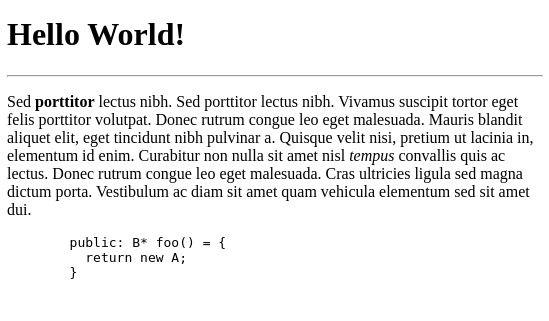 Hello World!
Sed porttitor lectus nibh. Sed porttitor lectus nibh. Vivamus suscipit tortor eget
felis porttitor volutpat. Donec rutrum congue leo eget malesuada. Mauris blandit
aliquet elit, eget tincidunt nibh pulvinar a. Quisque velit nisi, pretium ut lacinia in,
elementum id enim. Curabitur non nulla sit amet nisl tempus convallis quis ac
lectus. Donec rutrum congue leo eget malesuada. Cras ultricies ligula sed magna
dictum porta. Vestibulum ac diam sit amet quam vehicula elementum sed sit amet
dui.
public: B* foo() = {
return new A;
}